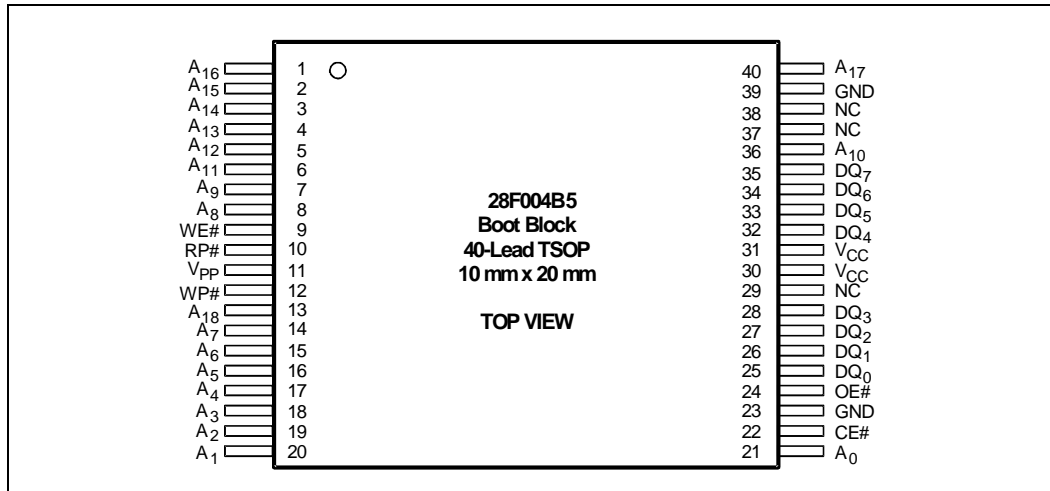 A16 1 40 A17
A15 2 39 GND
A14 3 38 NC
A13 4 37 NC
A12 5 36 A10
A11 6 35 DQ7
A9 7 34 DQ6
A8 8 28F004B5 33 DQ5
WE# 9 Boot Block 32 DQ4
RP# 10 40-Lead TSOP 31 VCC
VPP 11 10 mm x 20 mm 30 VCC
WP# 12 29 NC
A18 13 TOP VIEW 28 DQ3
A7 14 27 DQ2
A6 15 26 DQ1
A5 16 25 DQ0
A4 17 24 OE#
A3 18 23 GND
A2 19 22 CE#
A1 20 21 A0